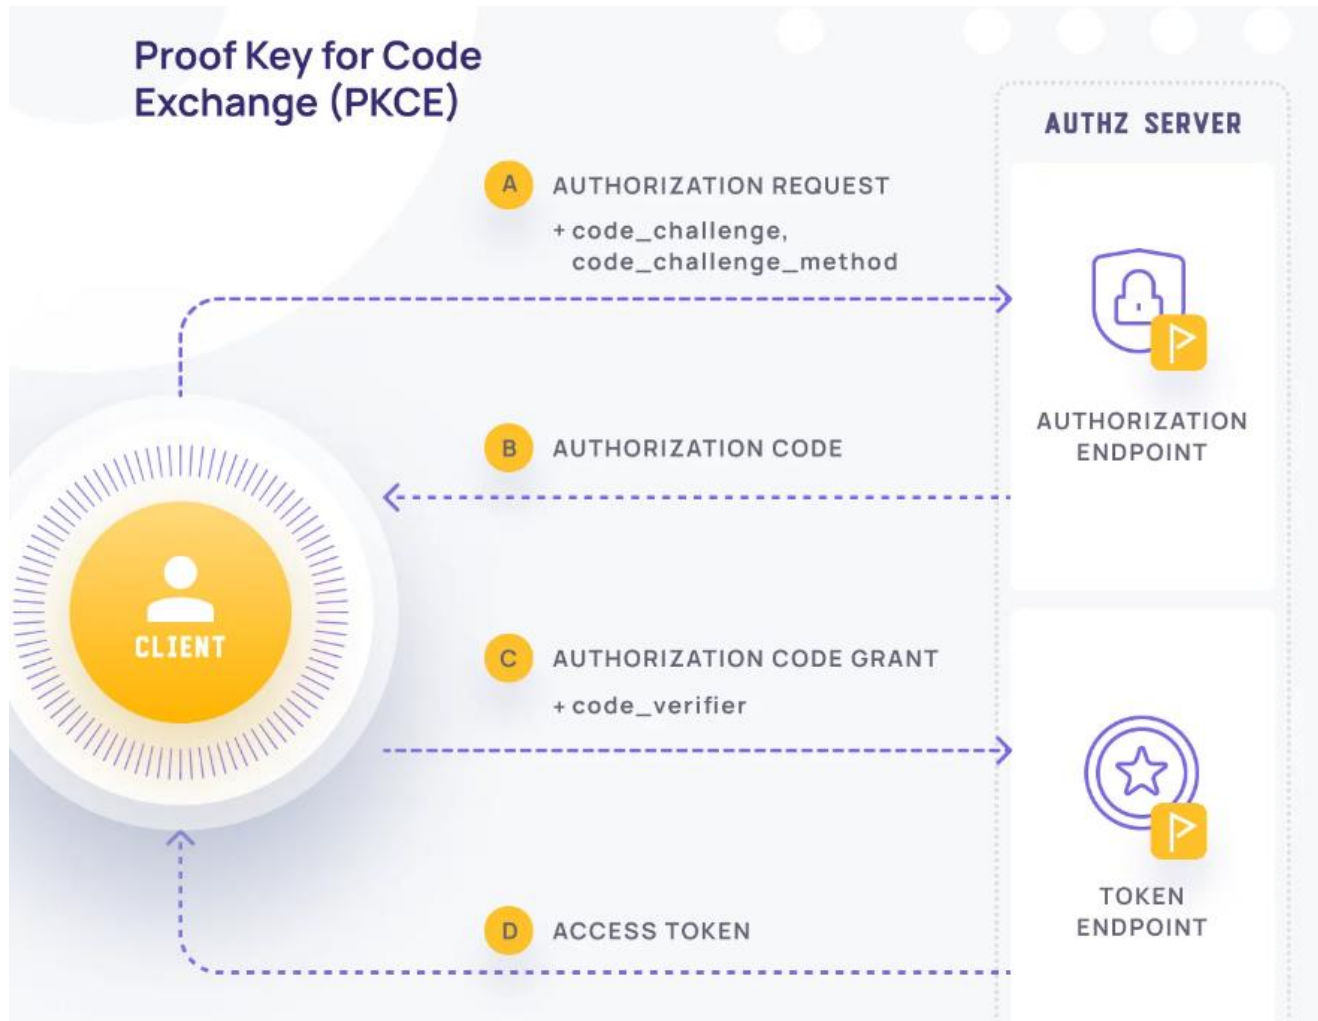 Proof Key for Code
Exchange (PKCE)
AUTHZ SERVER
A AUTHORIZATION REQUEST
+ code_challenge,
code_challenge_method
AUTHORIZATION
ENDPOINT
B AUTHORIZATION CODE
CLIENT
C AUTHORIZATION CODE GRANT
+ code_verifier
TOKEN
ENDPOINT
D ACCESS TOKEN